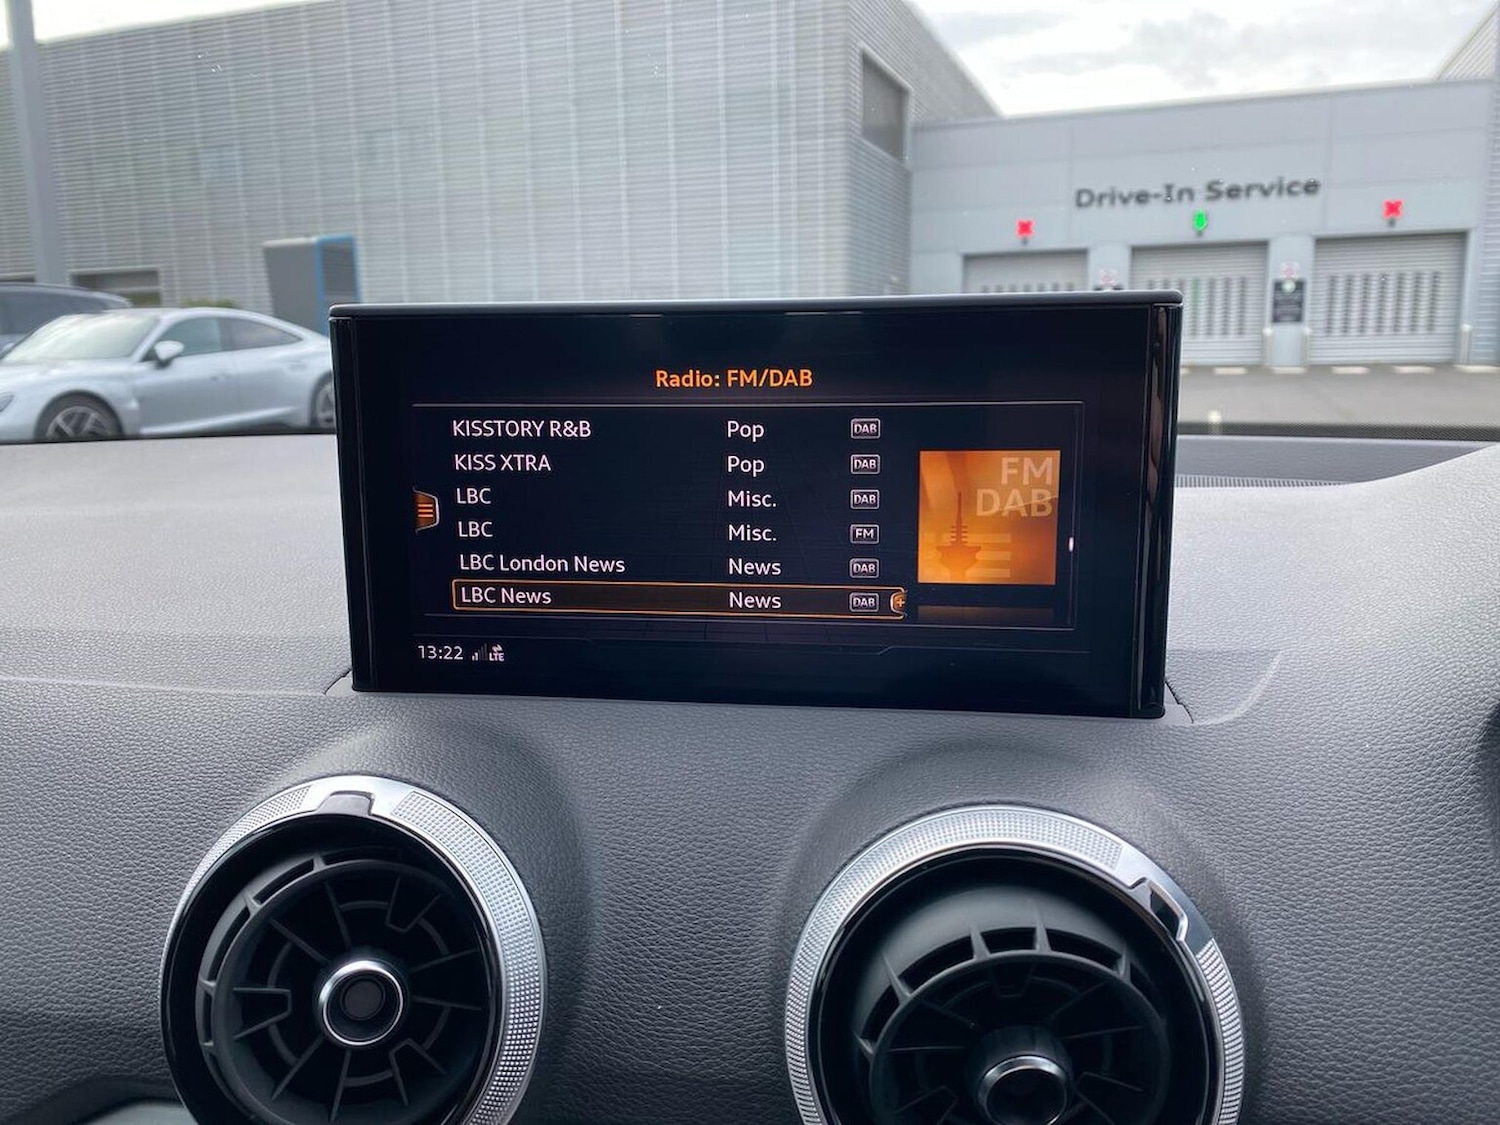 Drive-In Service
Radio: FM/DAB
KISSTORY R&B Pop DAB
KISS XTRA Pop DAB
LBC Misc. DAB
LBC Misc. FM
LBC London News News DAB
LBC News News DAB
FM
DAB
13:22 LTE